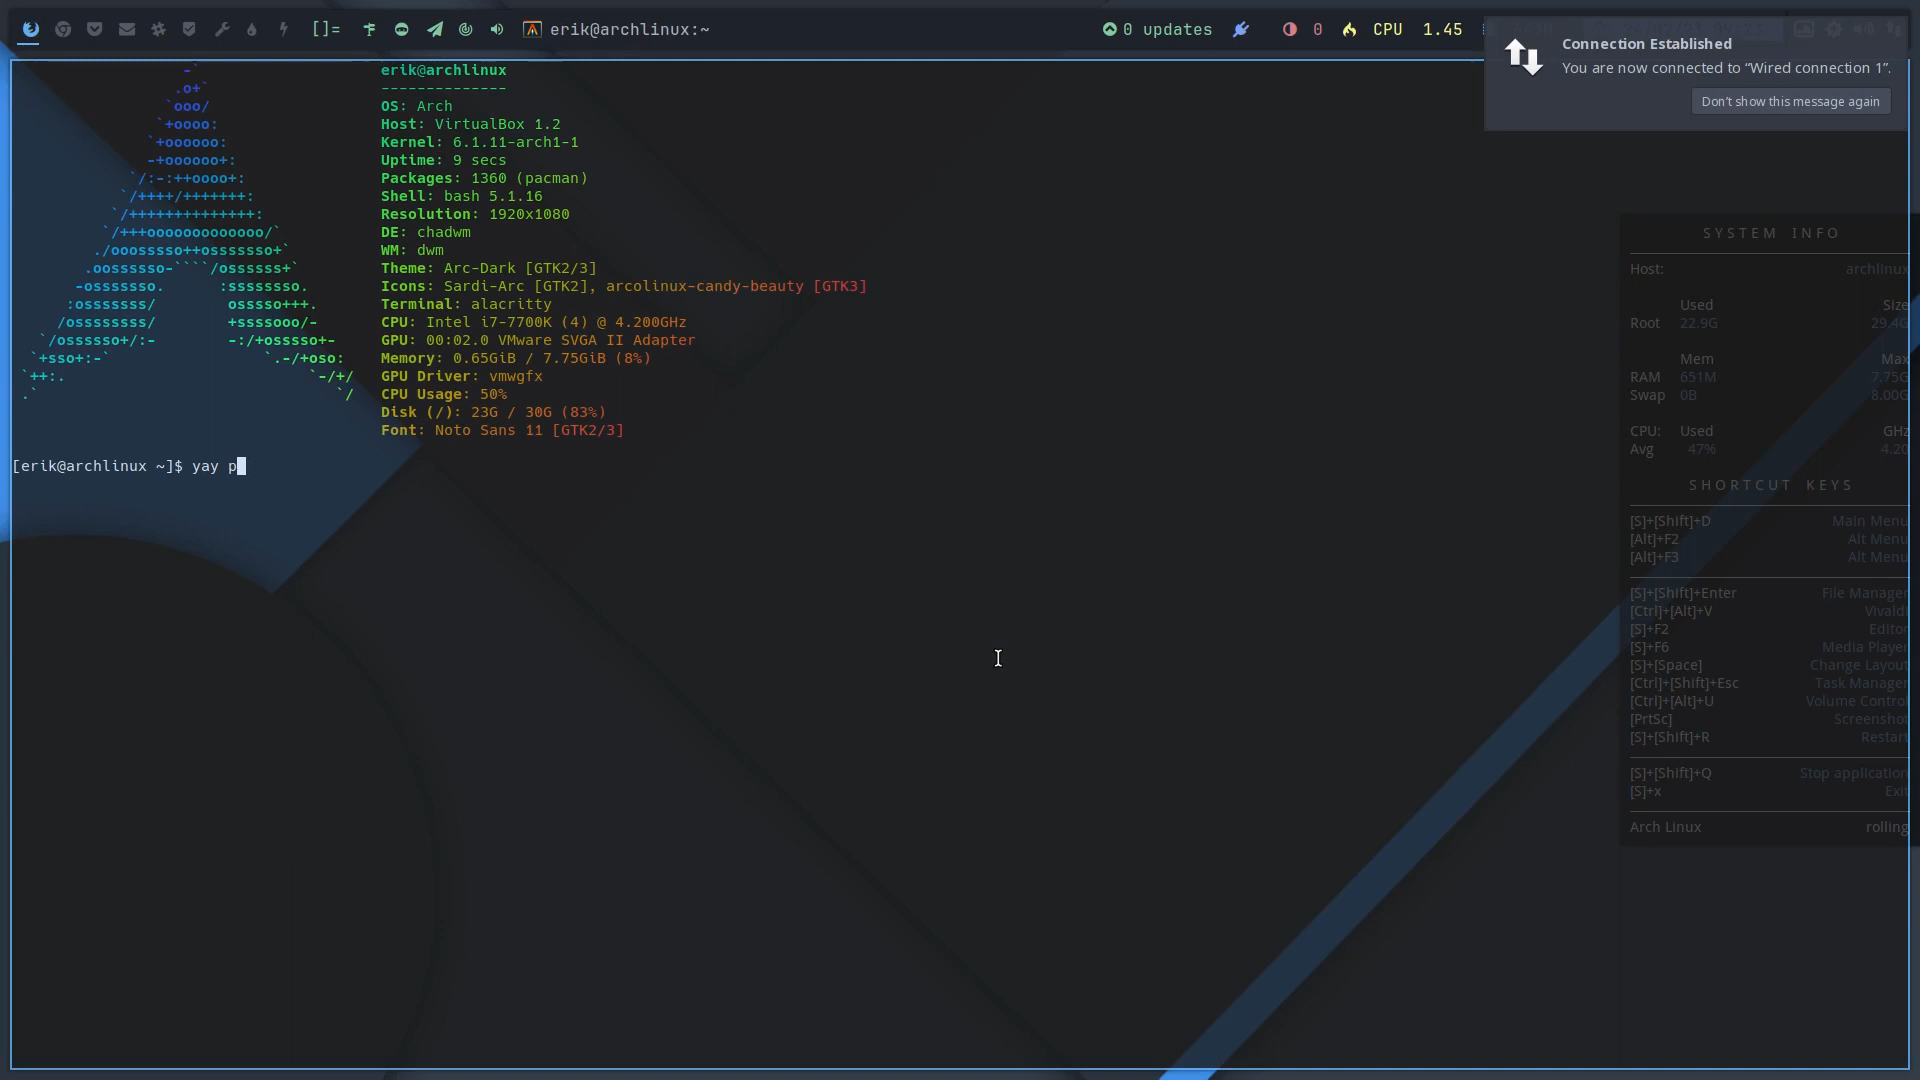 []= erik@archlinux:~ 0 updates 0 CPU 1.45
Connection Established
You are now connected to “Wired connection 1”.
Don't show this message again
erik@archlinux
--------------
OS: Arch
Host: VirtualBox 1.2
Kernel: 6.1.11-arch1-1
Uptime: 9 secs
Packages: 1360 (pacman)
Shell: bash 5.1.16
Resolution: 1920x1080
DE: chadwm
WM: dwm
Theme: Arc-Dark [GTK2/3]
Icons: Sardi-Arc [GTK2], arcolinux-candy-beauty [GTK3]
Terminal: alacritty
CPU: Intel i7-7700K (4) @ 4.200GHz
GPU: 00:02.0 VMware SVGA II Adapter
Memory: 0.65GiB / 7.75GiB (8%)
GPU Driver: vmwgfx
CPU Usage: 50%
Disk (/): 23G / 30G (83%)
Font: Noto Sans 11 [GTK2/3]
[erik@archlinux ~]$ yay p
SYSTEM INFO
Host: archlinux
Used Size
Root 22.9G 29.4G
Mem Max
RAM 651M 7.75G
Swap 0B 8.00G
CPU: Used GHz
Avg 47% 4.20
SHORTCUT KEYS
[S]+[Shift]+D Main Menu
[Alt]+F2 Alt Menu
[Alt]+F3 Alt Menu
[S]+[Shift]+Enter File Manager
[Ctrl]+[Alt]+V Vivaldi
[S]+F2 Editor
[S]+F6 Media Player
[S]+[Space] Change Layout
[Ctrl]+[Shift]+Esc Task Manager
[Ctrl]+[Alt]+U Volume Control
[PrtSc] Screenshot
[S]+[Shift]+R Restart
[S]+[Shift]+Q Stop application
[S]+x Exit
Arch Linux rolling